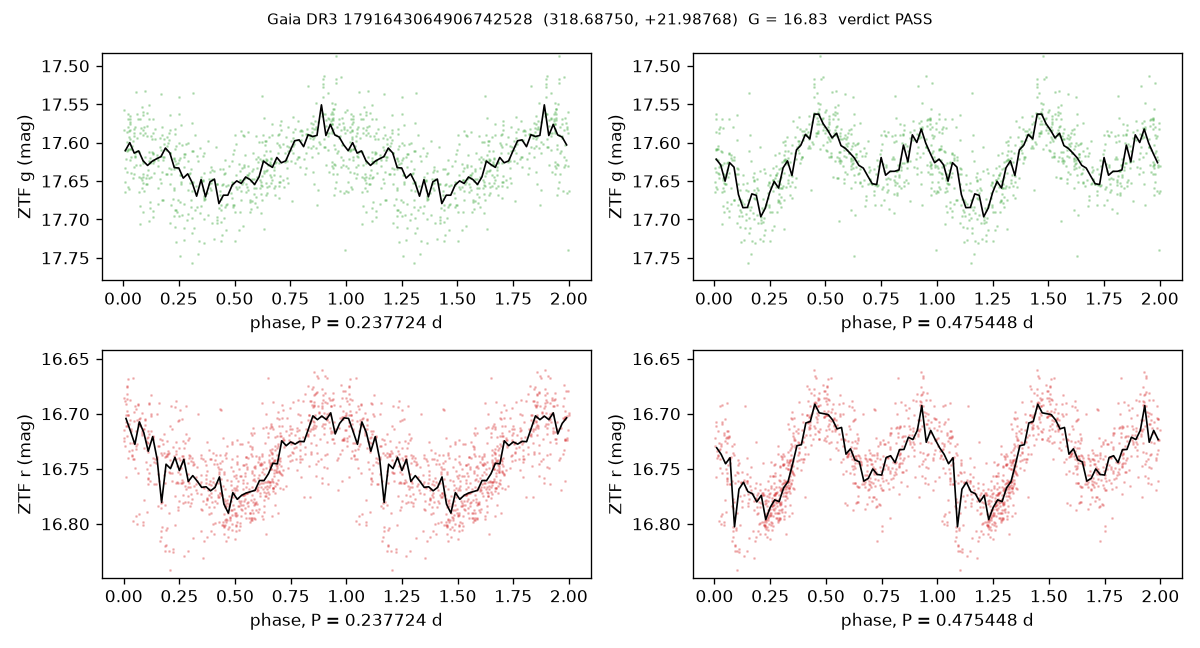 Gaia DR3 1791643064906742528 (318.68750, +21.98768) G = 16.83 verdict PASS
ZTF g (mag)
17.50
17.55
17.60
17.65
17.70
17.75
0.00 0.25 0.50 0.75 1.00 1.25 1.50 1.75 2.00
phase, P = 0.237724 d
ZTF g (mag)
17.50
17.55
17.60
17.65
17.70
17.75
0.00 0.25 0.50 0.75 1.00 1.25 1.50 1.75 2.00
phase, P = 0.475448 d
ZTF r (mag)
16.65
16.70
16.75
16.80
0.00 0.25 0.50 0.75 1.00 1.25 1.50 1.75 2.00
phase, P = 0.237724 d
ZTF r (mag)
16.65
16.70
16.75
16.80
0.00 0.25 0.50 0.75 1.00 1.25 1.50 1.75 2.00
phase, P = 0.475448 d